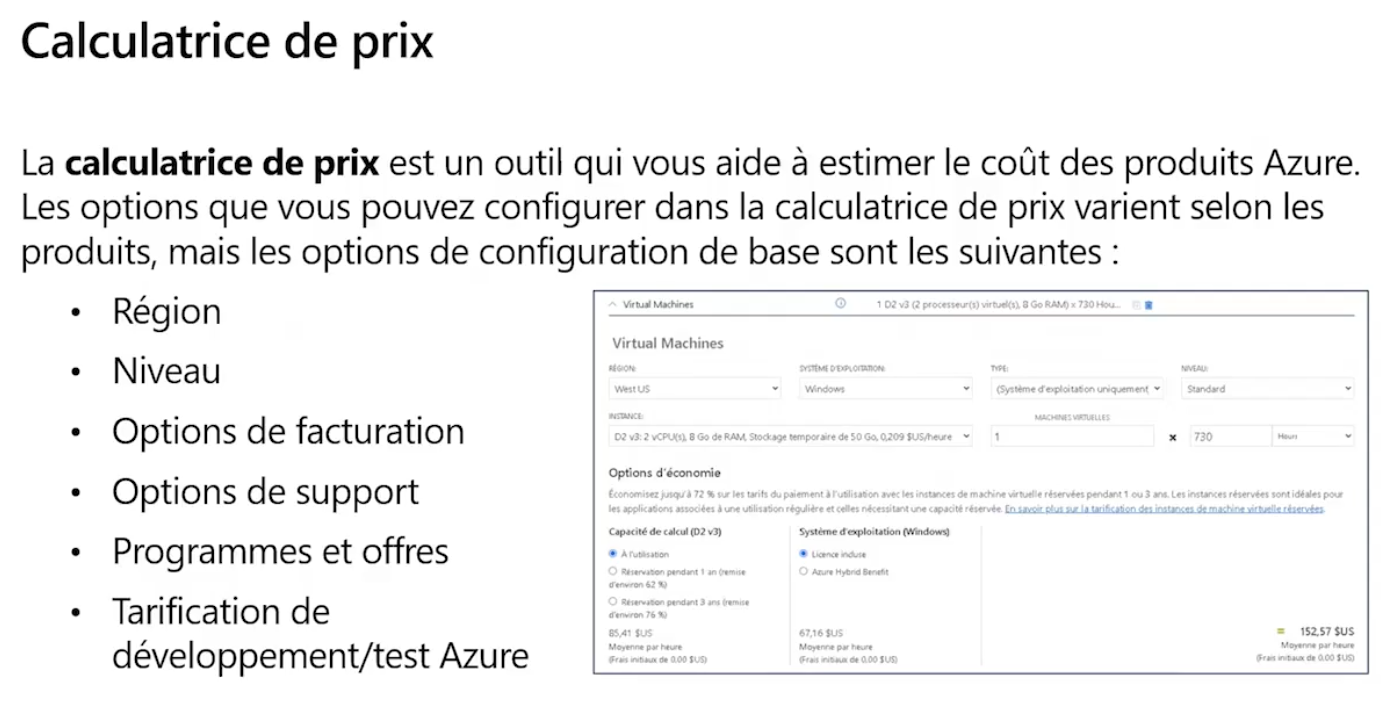 Calculatrice de prix
La calculatrice de prix est un outil qui vous aide à estimer le coût des produits Azure.
Les options que vous pouvez configurer dans la calculatrice de prix varient selon les
produits, mais les options de configuration de base sont les suivantes :
• Région
• Niveau
• Options de facturation
• Options de support
• Programmes et offres
• Tarification de
développement/test Azure
Virtual Machines 1 D2 v3 (2 processeur(s) virtuel(s), 8 Go RAM) x 730 Hou...
Virtual Machines
RÉGION: SYSTÈME D'EXPLOITATION: TYPE: NIVEAU:
West US Windows (Système d'exploitation uniquement) Standard
INSTANCE: MACHINES VIRTUELLES
D2 v3: 2 vCPU(s), 8 Go de RAM, Stockage temporaire de 50 Go, 0,209 $US/heure 1 × 730 Hours
Options d'économie
Économisez jusqu'à 72 % sur les tarifs du paiement à l'utilisation avec les instances de machine virtuelle réservées pendant 1 ou 3 ans. Les instances réservées sont idéales pour
les applications associées à une utilisation régulière et celles nécessitant une capacité réservée. En savoir plus sur la tarification des instances de machine virtuelle réservées.
Capacité de calcul (D2 v3) Système d'exploitation (Windows)
À l'utilisation Licence incluse
Réservation pendant 1 an (remise Azure Hybrid Benefit
d'environ 62 %)
Réservation pendant 3 ans (remise
d'environ 76 %)
85,41 $US 67,16 $US = 152,57 $US
Moyenne par heure Moyenne par heure Moyenne par heure
(Frais initiaux de 0,00 $US) (Frais initiaux de 0,00 $US) (Frais initiaux de 0,00 $US)